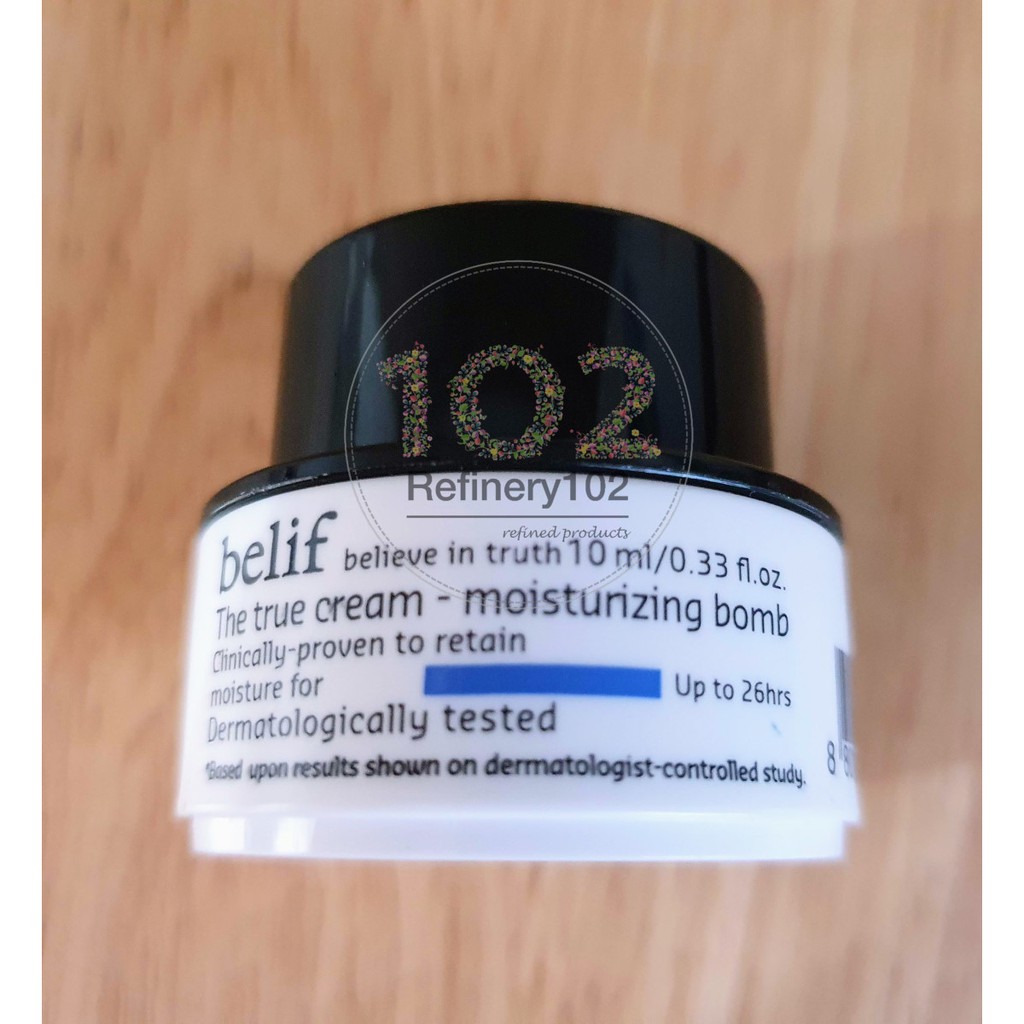 102
Refinery102
refined products
belif believe in truth 10 ml/0.33 fl.oz.
The true cream - moisturizing bomb
Clinically-proven to retain
moisture for Up to 26hrs
Dermatologically tested
*Based upon results shown on dermatologist-controlled study.
8